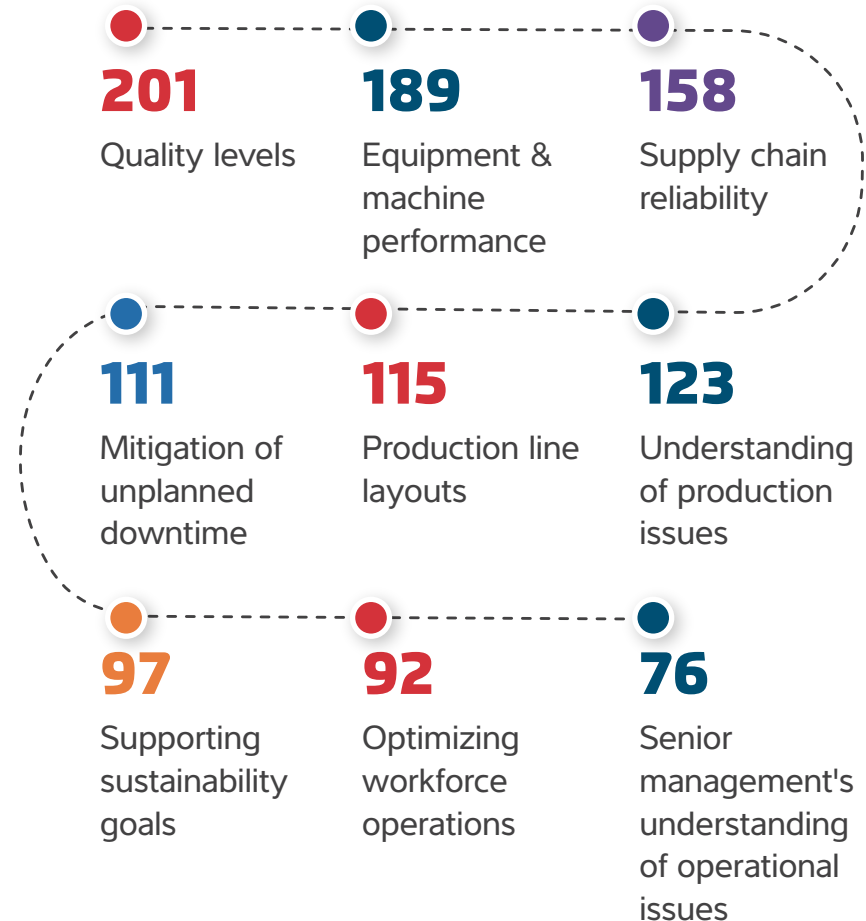 201
Quality levels
189
Equipment &
machine
performance
158
Supply chain
reliability
111
Mitigation of
unplanned
downtime
115
Production line
layouts
123
Understanding
of production
issues
97
Supporting
sustainability
goals
92
Optimizing
workforce
operations
76
Senior
management's
understanding
of operational
issues